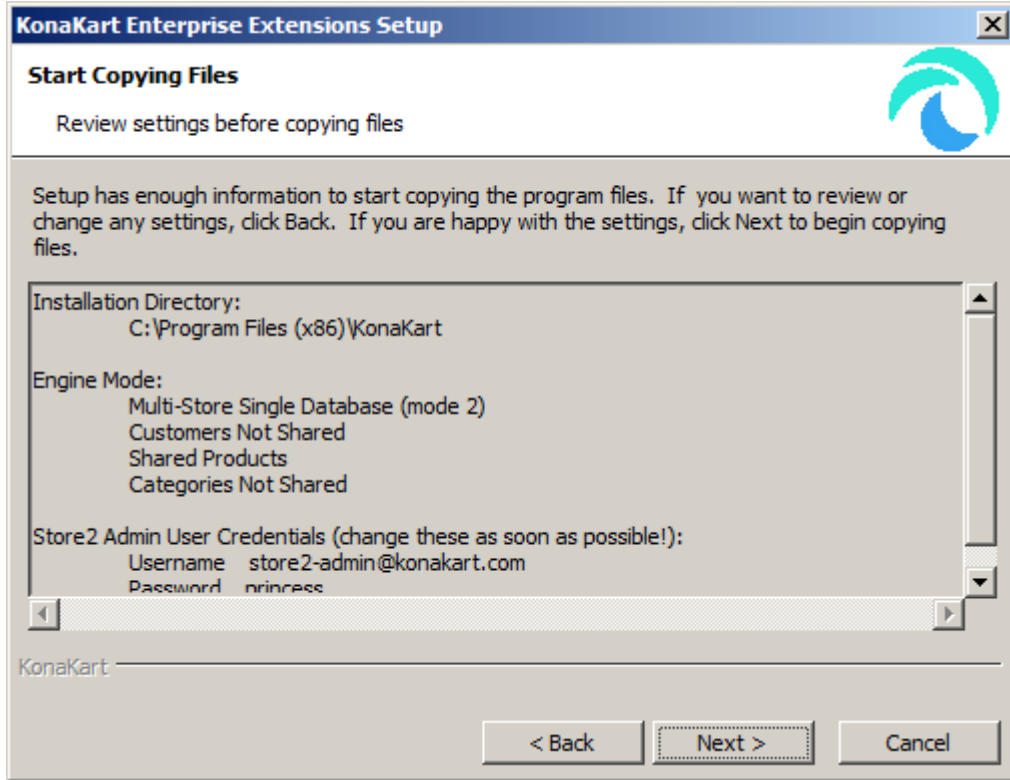 KonaKart Enterprise Extensions Setup
Start Copying Files
Review settings before copying files
Setup has enough information to start copying the program files.  If  you want to review or
change any settings, click Back.  If you are happy with the settings, click Next to begin copying
files.
Installation Directory:
C:\Program Files (x86)\KonaKart
Engine Mode:
Multi-Store Single Database (mode 2)
Customers Not Shared
Shared Products
Categories Not Shared
Store2 Admin User Credentials (change these as soon as possible!):
Username   store2-admin@konakart.com
Password   princess
KonaKart
< Back
Next >
Cancel